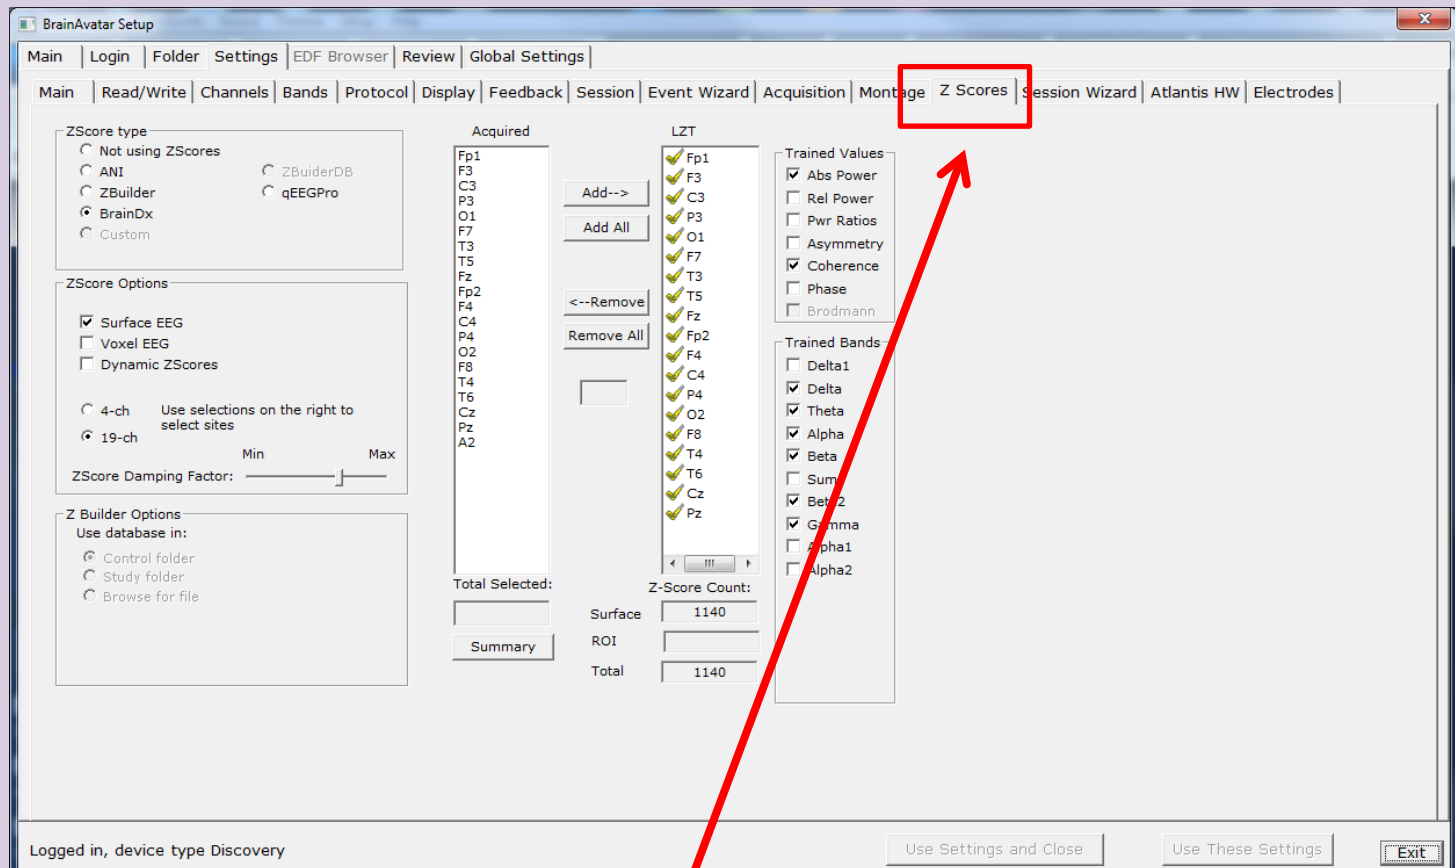 BrainAvatar Setup
Main Login Folder Settings EDF Browser Review Global Settings
Main Read/Write Channels Bands Protocol Display Feedback Session Event Wizard Acquisition Montage Z Scores Session Wizard Atlantis HW Electrodes
ZScore type
Not using ZScores
ANI ZBuiderDB
ZBuilder qEEGPro
BrainDx
Custom
ZScore Options
Surface EEG
Voxel EEG
Dynamic ZScores
4-ch Use selections on the right to
select sites
19-ch
Min Max
ZScore Damping Factor:
Z Builder Options
Use database in:
Control folder
Study folder
Browse for file
Acquired
Fp1
F3
C3
P3
O1
F7
T3
T5
Fz
Fp2
F4
C4
P4
O2
F8
T4
T6
Cz
Pz
A2
Total Selected:
Summary
Add-->
Add All
<--Remove
Remove All
LZT
Fp1
F3
C3
P3
O1
F7
T3
T5
Fz
Fp2
F4
C4
P4
O2
F8
T4
T6
Cz
Pz
Z-Score Count:
Surface 1140
ROI
Total 1140
Trained Values
Abs Power
Rel Power
Pwr Ratios
Asymmetry
Coherence
Phase
Brodmann
Trained Bands
Delta1
Delta
Theta
Alpha
Beta
Sum
Beta2
Gamma
Alpha1
Alpha2
Logged in, device type Discovery
Use Settings and Close Use These Settings Exit